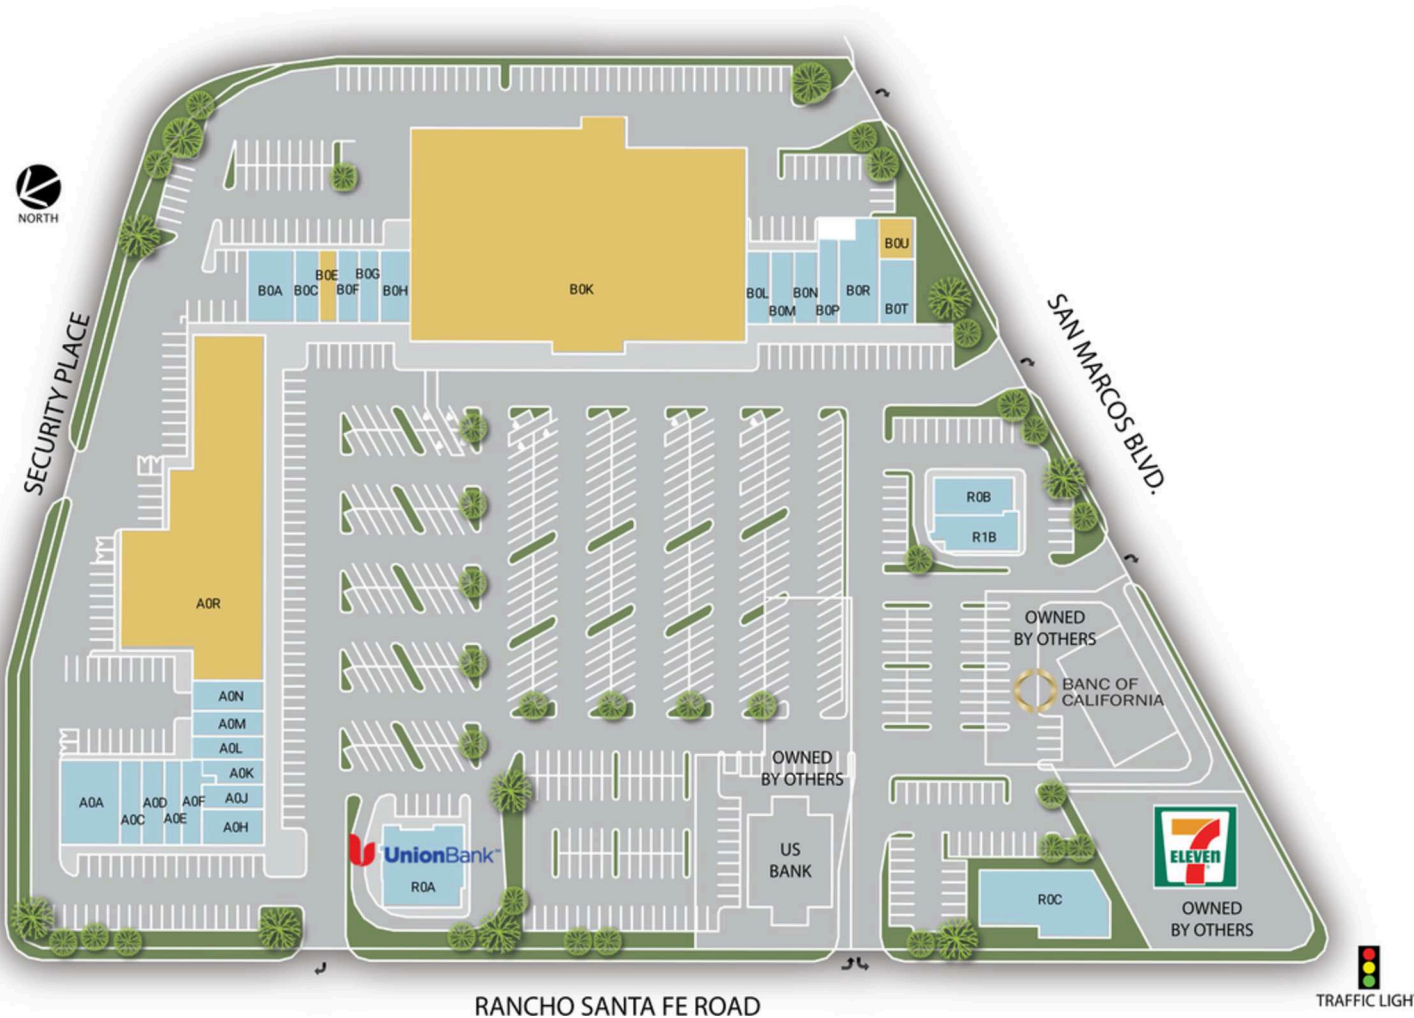 NORTH
SECURITY PLACE
SAN MARCOS BLVD.
B0A
B0C
B0E
B0F
B0G
B0H
B0K
B0L
B0M
B0N
B0P
B0R
B0U
B0T
A0R
A0N
A0M
A0L
A0K
A0J
A0H
A0A
A0C
A0D
A0E
A0F
R0B
R1B
OWNED
BY OTHERS
BANC OF
CALIFORNIA
OWNED
BY OTHERS
US
BANK
UnionBank
R0A
R0C
7
ELEVEN
OWNED
BY OTHERS
RANCHO SANTA FE ROAD
TRAFFIC LIGH